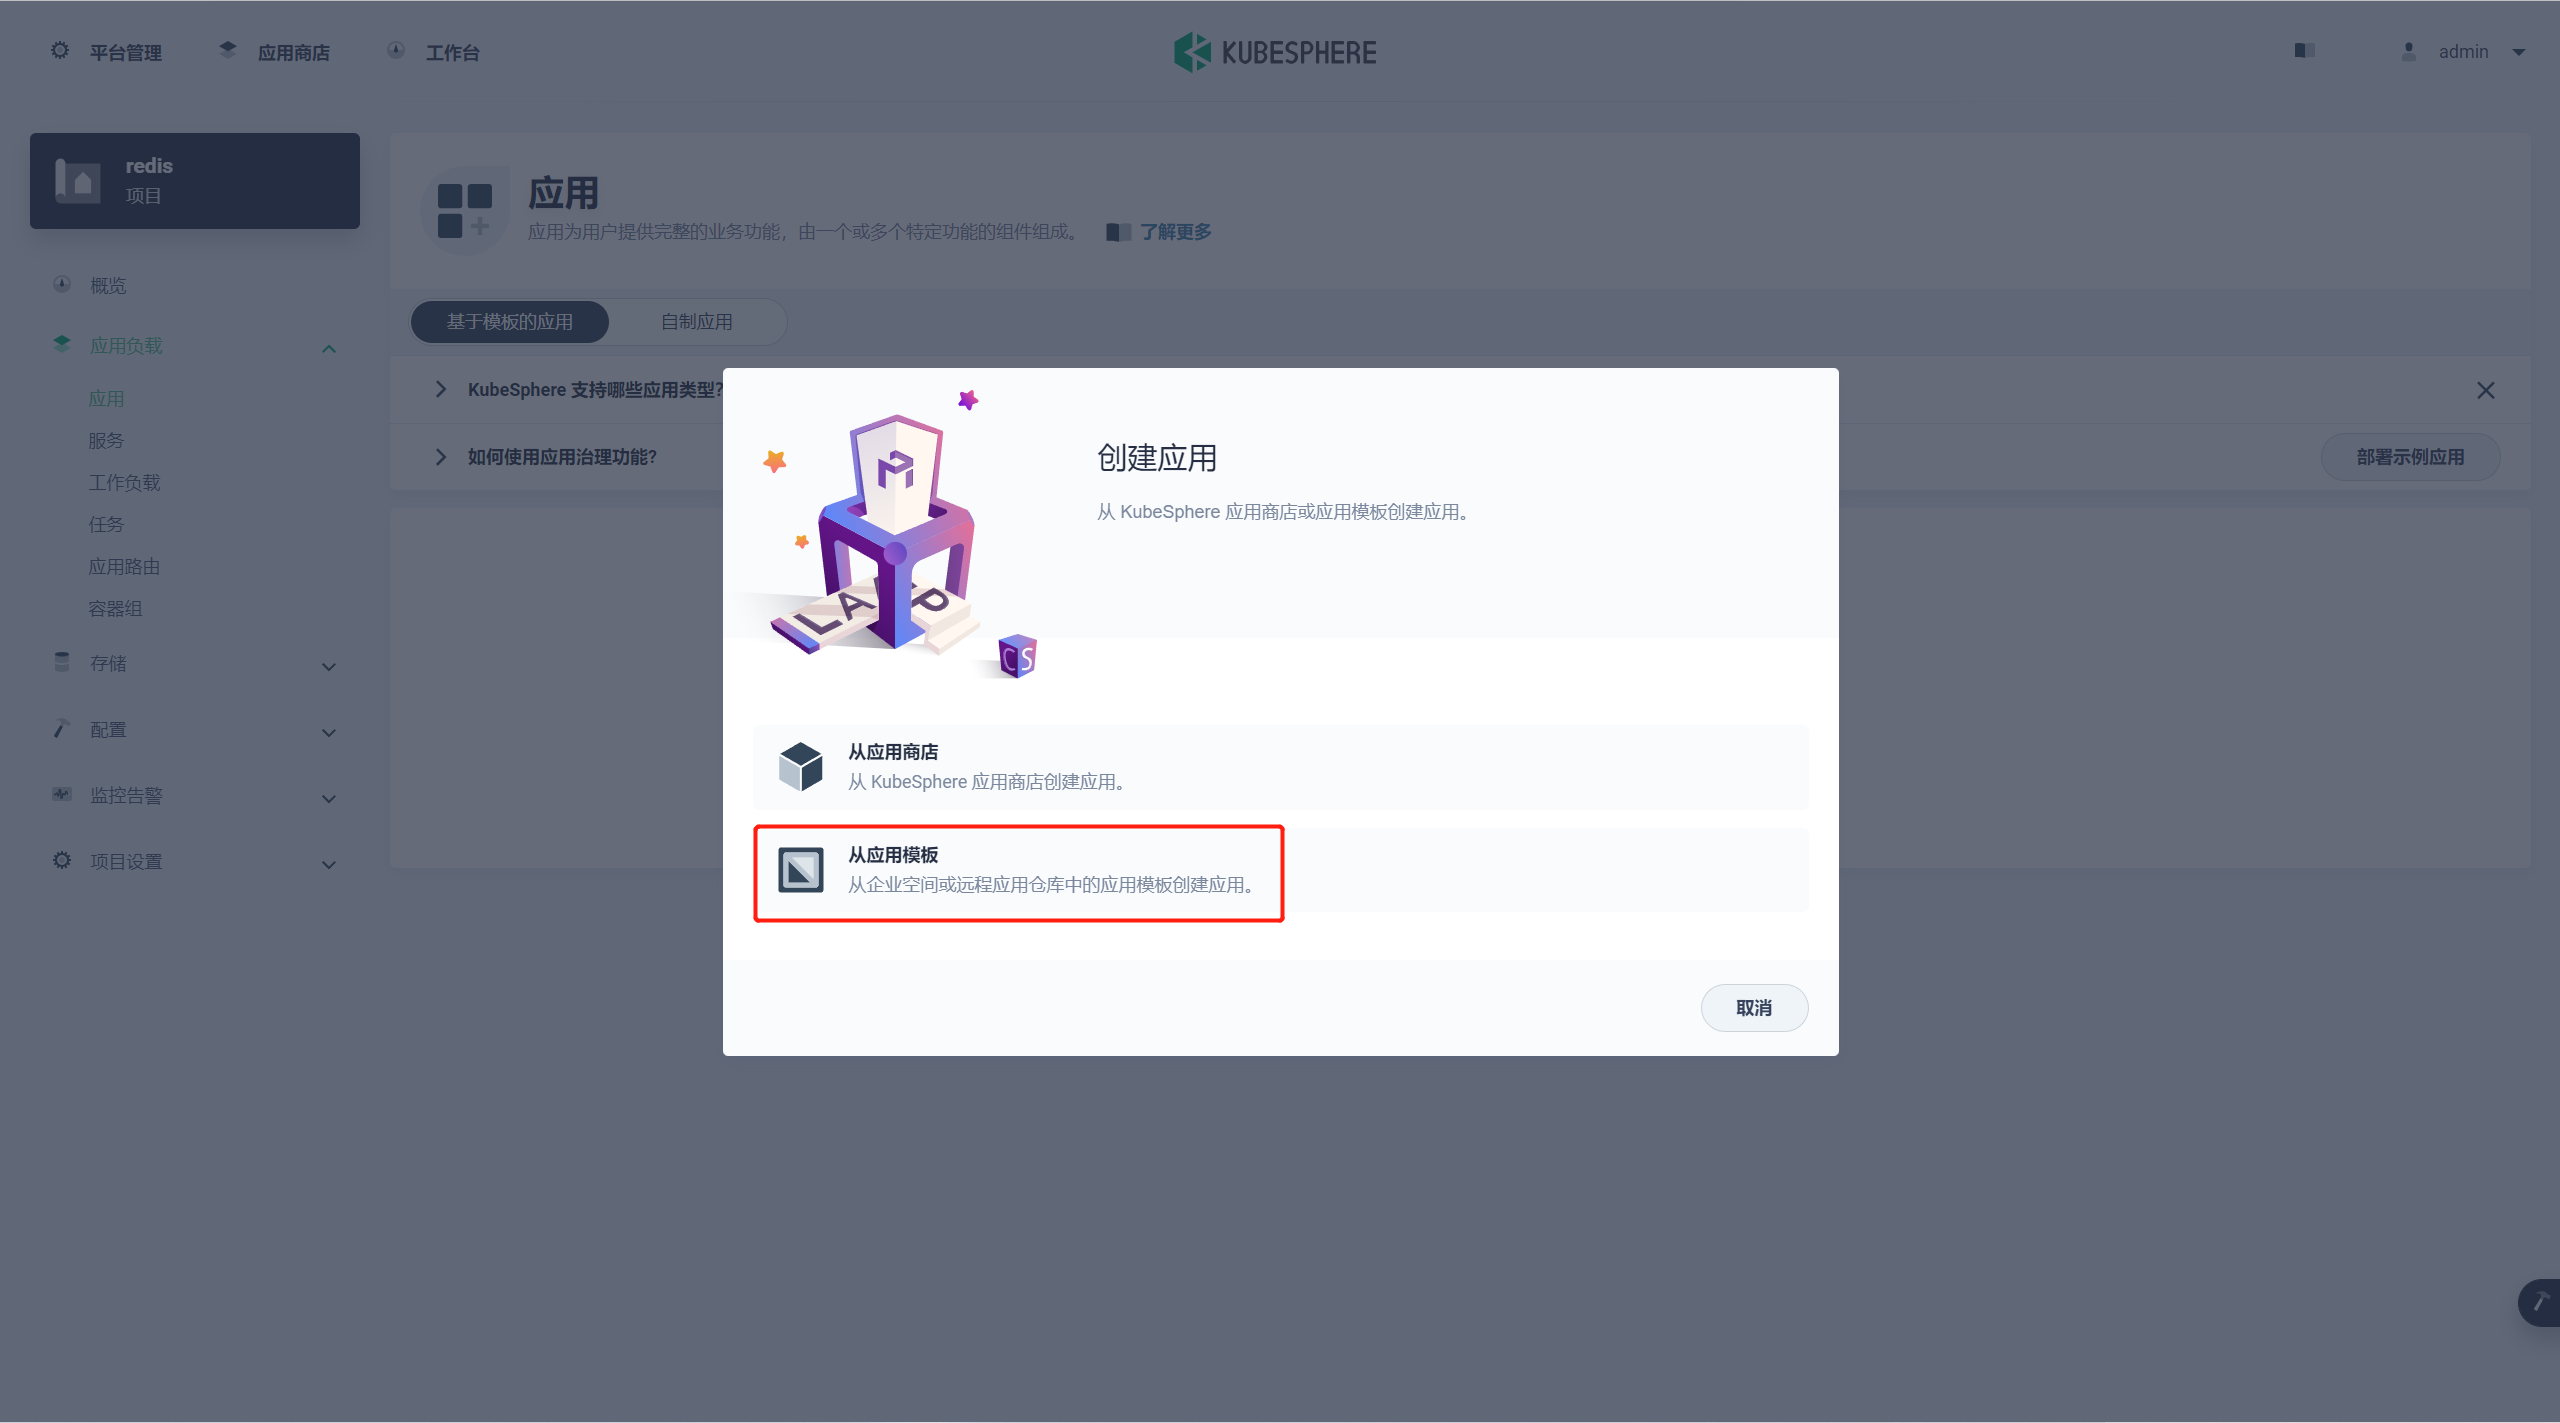 平台管理
应用商店
工作台
KUBESPHERE
admin
redis
项目
概览
应用负载
应用
服务
工作负载
任务
应用路由
容器组
存储
配置
监控告警
项目设置
应用
应用为用户提供完整的业务功能，由一个或多个特定功能的组件组成。
了解更多
基于模板的应用
自制应用
KubeSphere 支持哪些应用类型?
如何使用应用治理功能?
部署示例应用
创建应用
从 KubeSphere 应用商店或应用模板创建应用。
LA
P
CS
从应用商店
从 KubeSphere 应用商店创建应用。
从应用模板
从企业空间或远程应用仓库中的应用模板创建应用。
取消